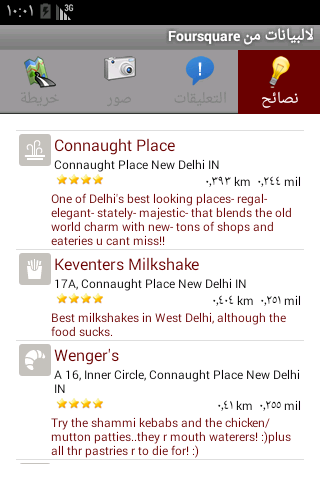 ١٠:٠١ 3G
لالبيانات من Foursquare
خريطة صور التعليقات نصائح
Connaught Place
Connaught Place New Delhi IN
٠,٣٩٣ km ٠,٢٤٤ mil
One of Delhi's best looking places- regal-
elegant- stately- majestic- that blends the old
world charm with new- tons of shops and
eateries u cant miss!!
Keventers Milkshake
17A, Connaught Place New Delhi IN
٠,٤٠٤ km ٠,٢٥١ mil
Best milkshakes in West Delhi, although the
food sucks.
Wenger's
A 16, Inner Circle, Connaught Place New Delhi
IN
٠,٤١ km ٠,٢٥٥ mil
Try the shammi kebabs and the chicken/
mutton patties..they r mouth waterers! :)plus
all thr pastries r to die for! :)